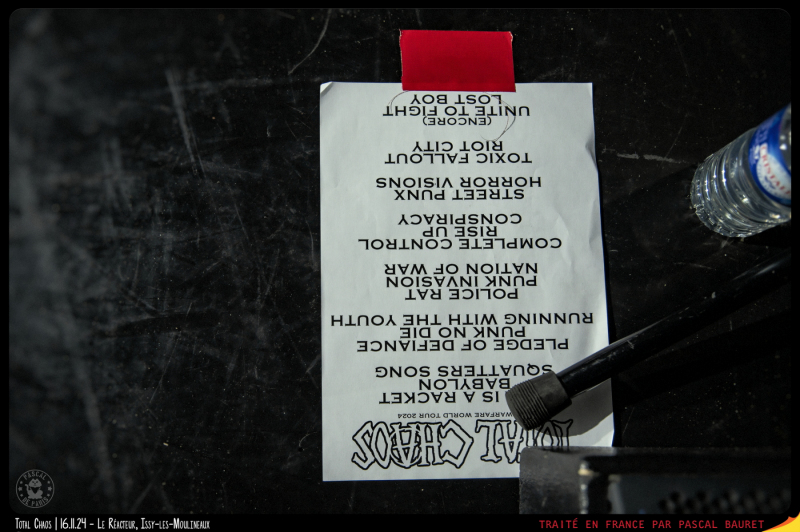 TOTAL CHAOS
WARFARE WORLD TOUR 2024
IS A RACKET
BABYLON
SQUATTERS SONG
PLEDGE OF DEFIANCE
PUNK NO DIE
RUNNING WITH THE YOUTH
POLICE RAT
PUNK INVASION
NATION OF WAR
COMPLETE CONTROL
RISE UP
CONSPIRACY
STREET PUNX
HORROR VISIONS
TOXIC FALLOUT
RIOT CITY
(ENCORE)
UNITE TO FIGHT
LOST BOY
PASCAL
DE PARIS
Total Chaos | 16.11.24 - Le Réacteur, Issy-les-Moulineaux
TRAITÉ EN FRANCE PAR PASCAL BAURET